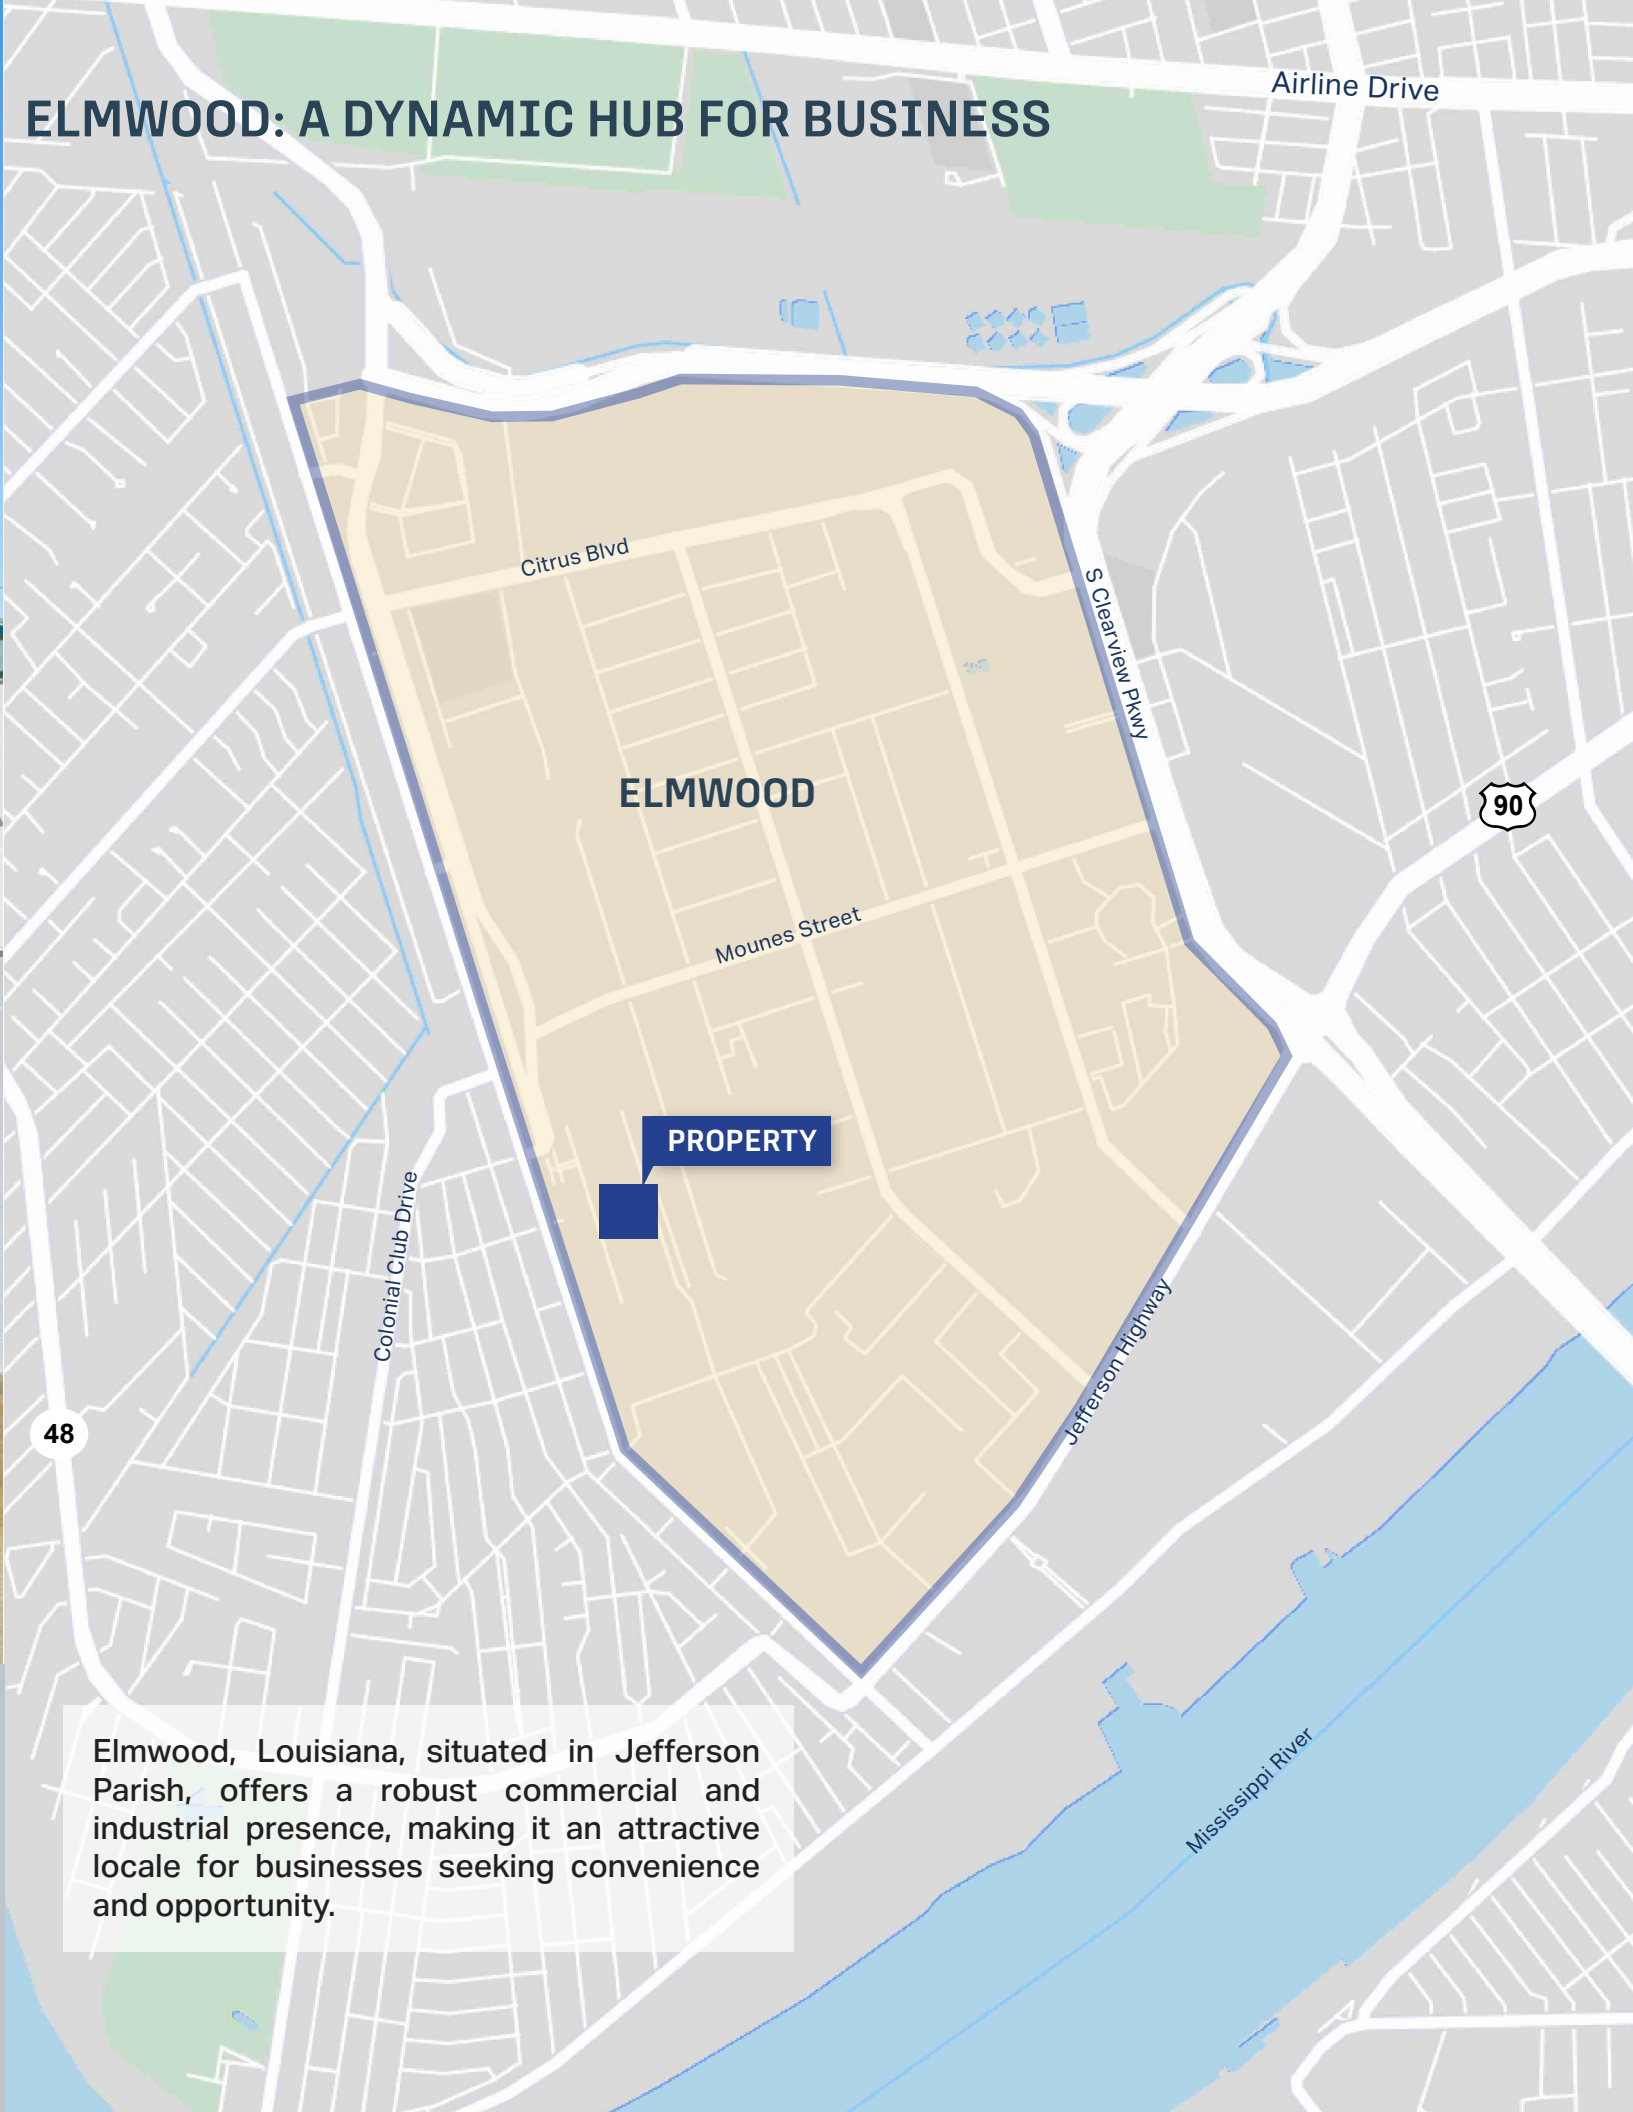 Airline Drive
ELMWOOD: A DYNAMIC HUB FOR BUSINESS
Citrus Blvd
S Clearview Pkwy
ELMWOOD
90
Mounes Street
PROPERTY
Colonial Club Drive
Jefferson Highway
48
Mississippi River
Elmwood, Louisiana, situated in Jefferson
Parish, offers a robust commercial and
industrial presence, making it an attractive
locale for businesses seeking convenience
and opportunity.